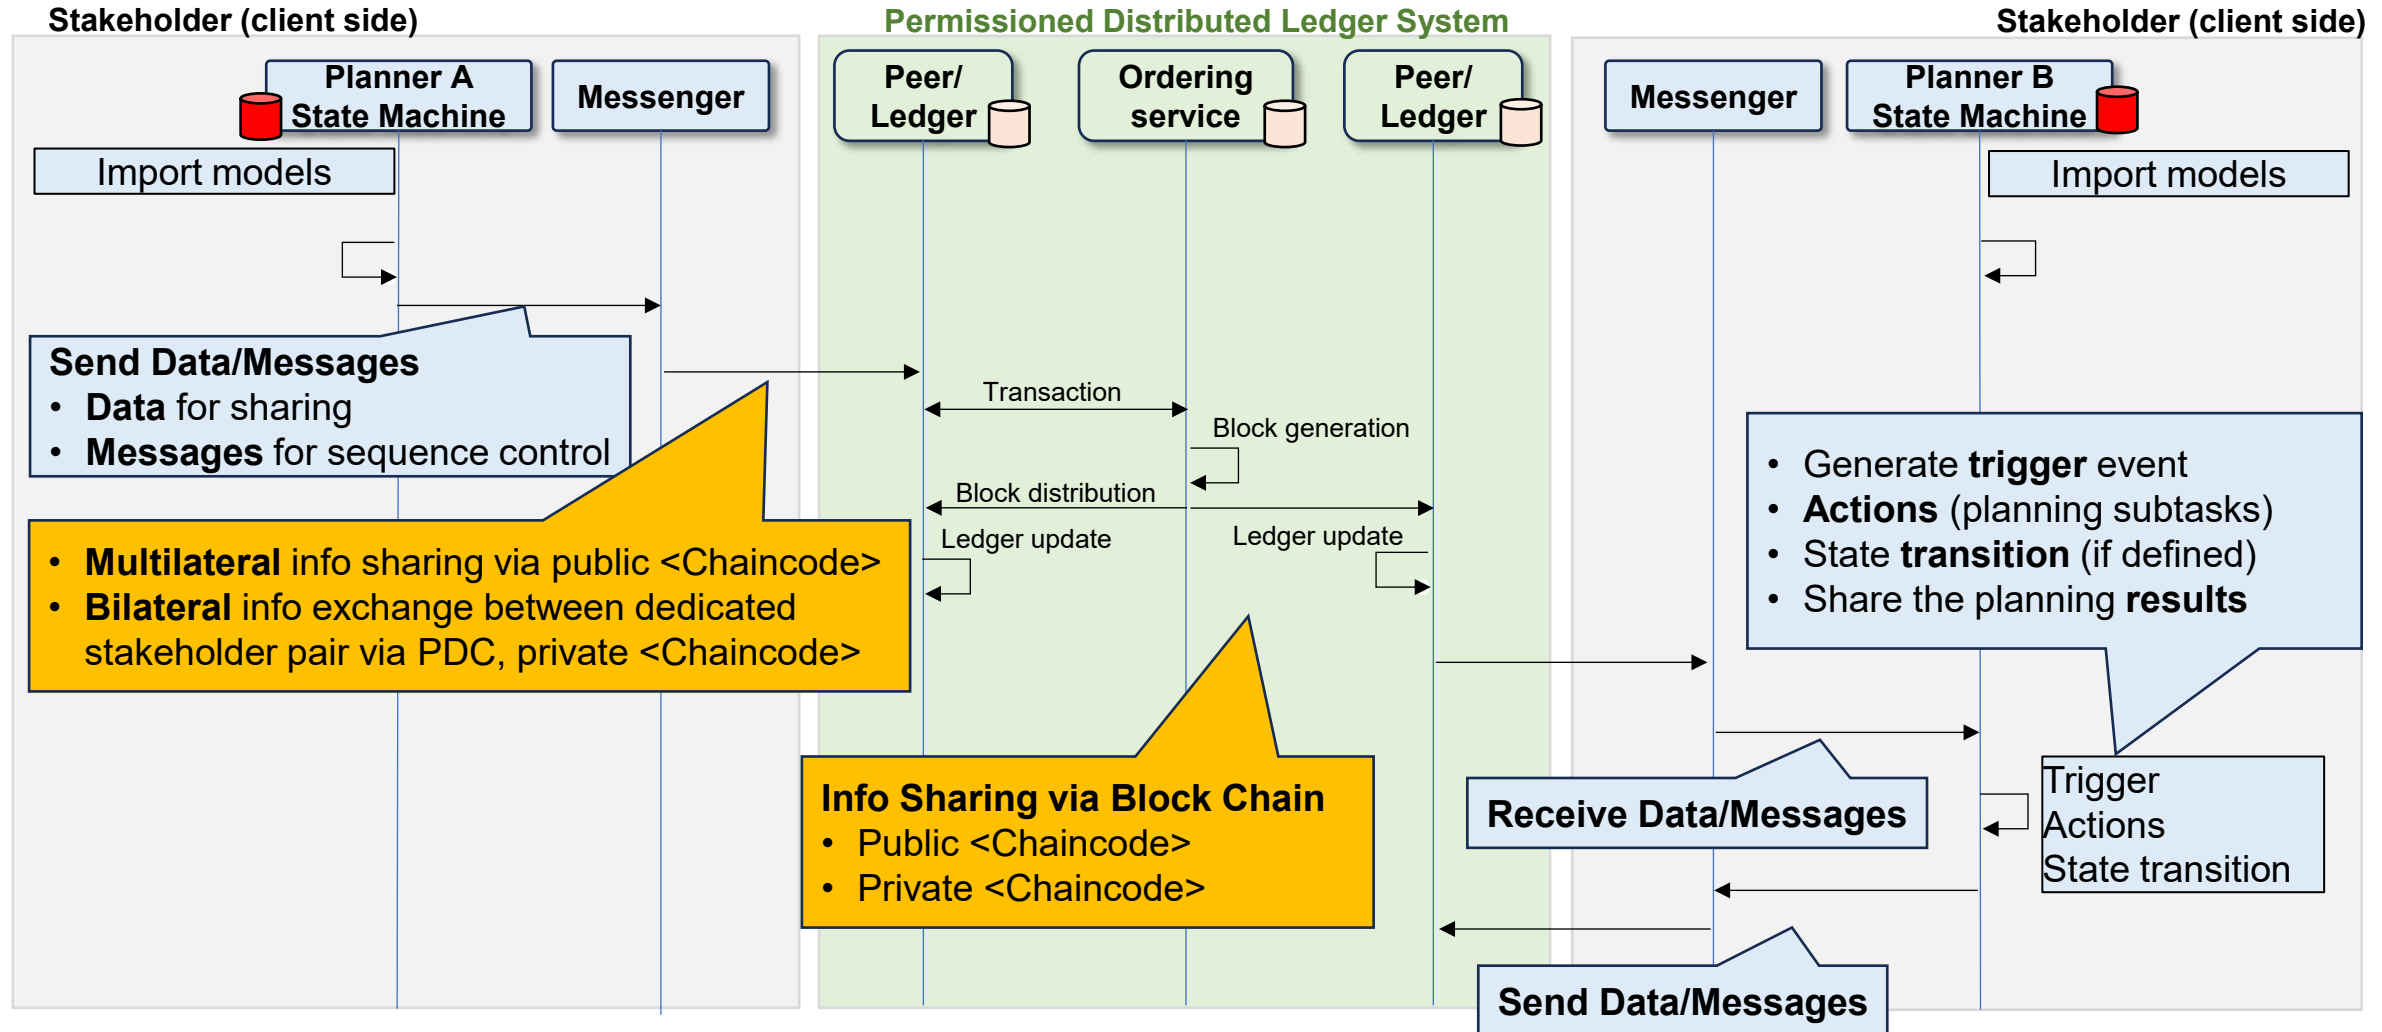 Stakeholder (client side)
Permissioned Distributed Ledger System
Stakeholder (client side)
Planner A
State Machine
Messenger
Peer/
Ledger
Ordering
service
Peer/
Ledger
Messenger
Planner B
State Machine
Import models
Import models
Send Data/Messages
• Data for sharing
• Messages for sequence control
Transaction
Block generation
Block distribution
Ledger update
Ledger update
• Multilateral info sharing via public <Chaincode>
• Bilateral info exchange between dedicated
stakeholder pair via PDC, private <Chaincode>
• Generate trigger event
• Actions (planning subtasks)
• State transition (if defined)
• Share the planning results
Info Sharing via Block Chain
• Public <Chaincode>
• Private <Chaincode>
Receive Data/Messages
Trigger
Actions
State transition
Send Data/Messages